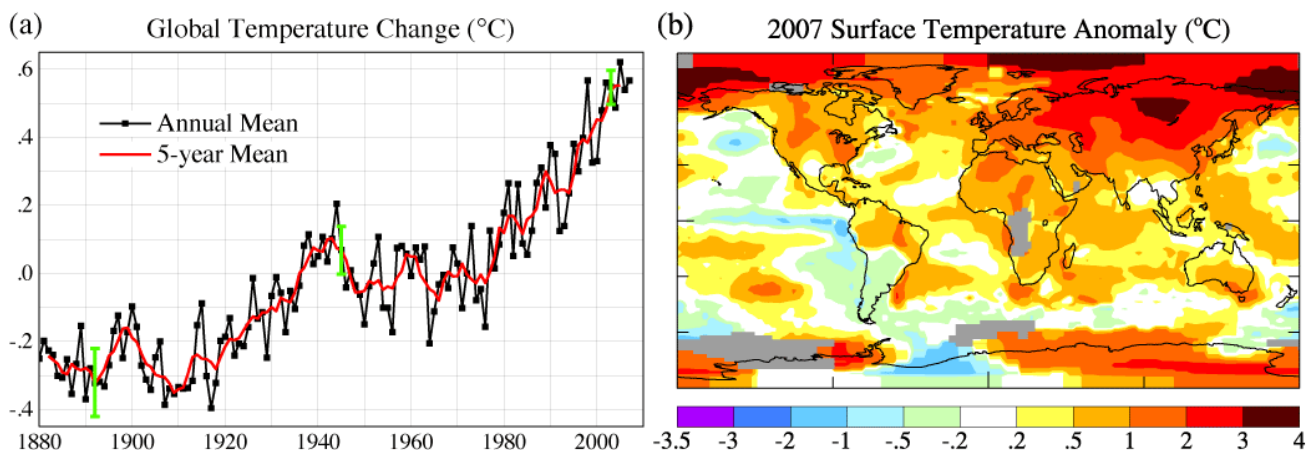 (a) Global Temperature Change (°C)
.6
.4
.2
.0
-.2
-.4
Annual Mean
5-year Mean
1880 1900 1920 1940 1960 1980 2000
(b) 2007 Surface Temperature Anomaly (°C)
-3.5 -3 -2 -1 -.5 -.2 .2 .5 1 2 3 4